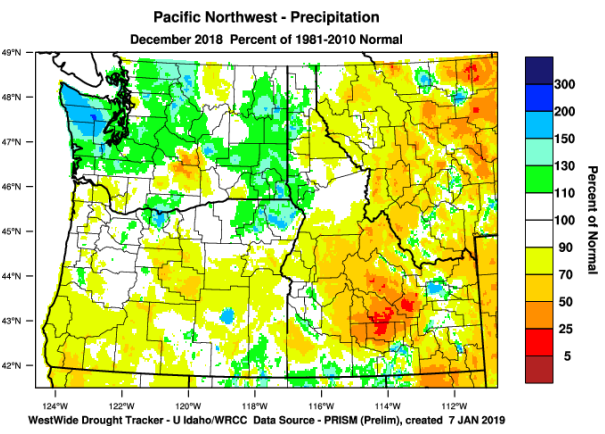 Pacific Northwest - Precipitation
December 2018 Percent of 1981-2010 Normal
49°N
48°N
47°N
46°N
45°N
44°N
43°N
42°N
124°W 122°W 120°W 118°W 116°W 114°W 112°W
300
200
150
130
110
100
90
70
50
25
5
Percent of Normal
WestWide Drought Tracker - U Idaho/WRCC Data Source - PRISM (Prelim), created 7 JAN 2019